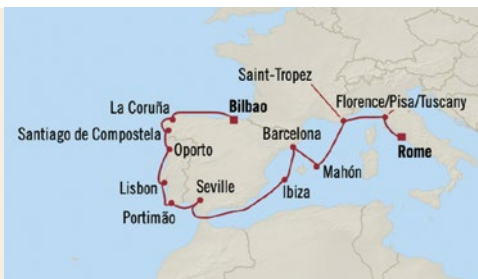 Saint-Tropez
Florence/Pisa/Tuscany
La Coruña
Bilbao
Santiago de Compostela
Barcelona
Rome
Oporto
Mahón
Lisbon
Seville
Ibiza
Portimão